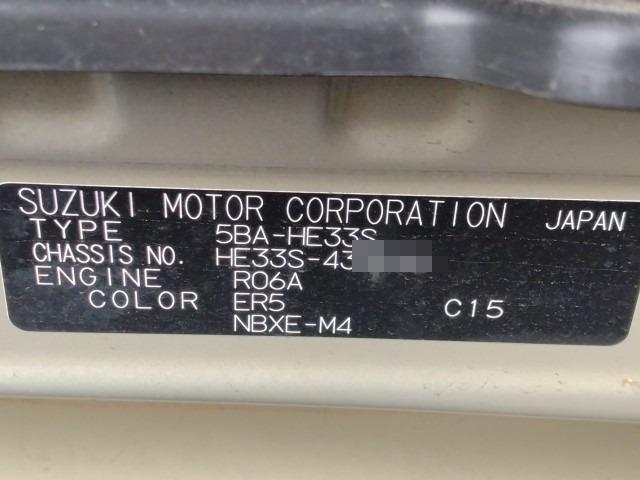 SUZUKI MOTOR CORPORATION JAPAN
TYPE 5BA-HE33S
CHASSIS NO. HE33S-43
ENGINE R06A
COLOR ER5 C15
NBXE-M4